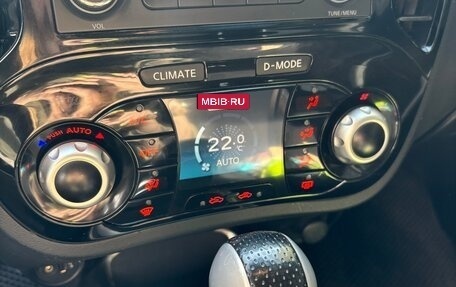 VOL
TUNE/MENU
CLIMATE
D-MODE
MBIB.RU
PUSH AUTO
22.0
°C
AUTO